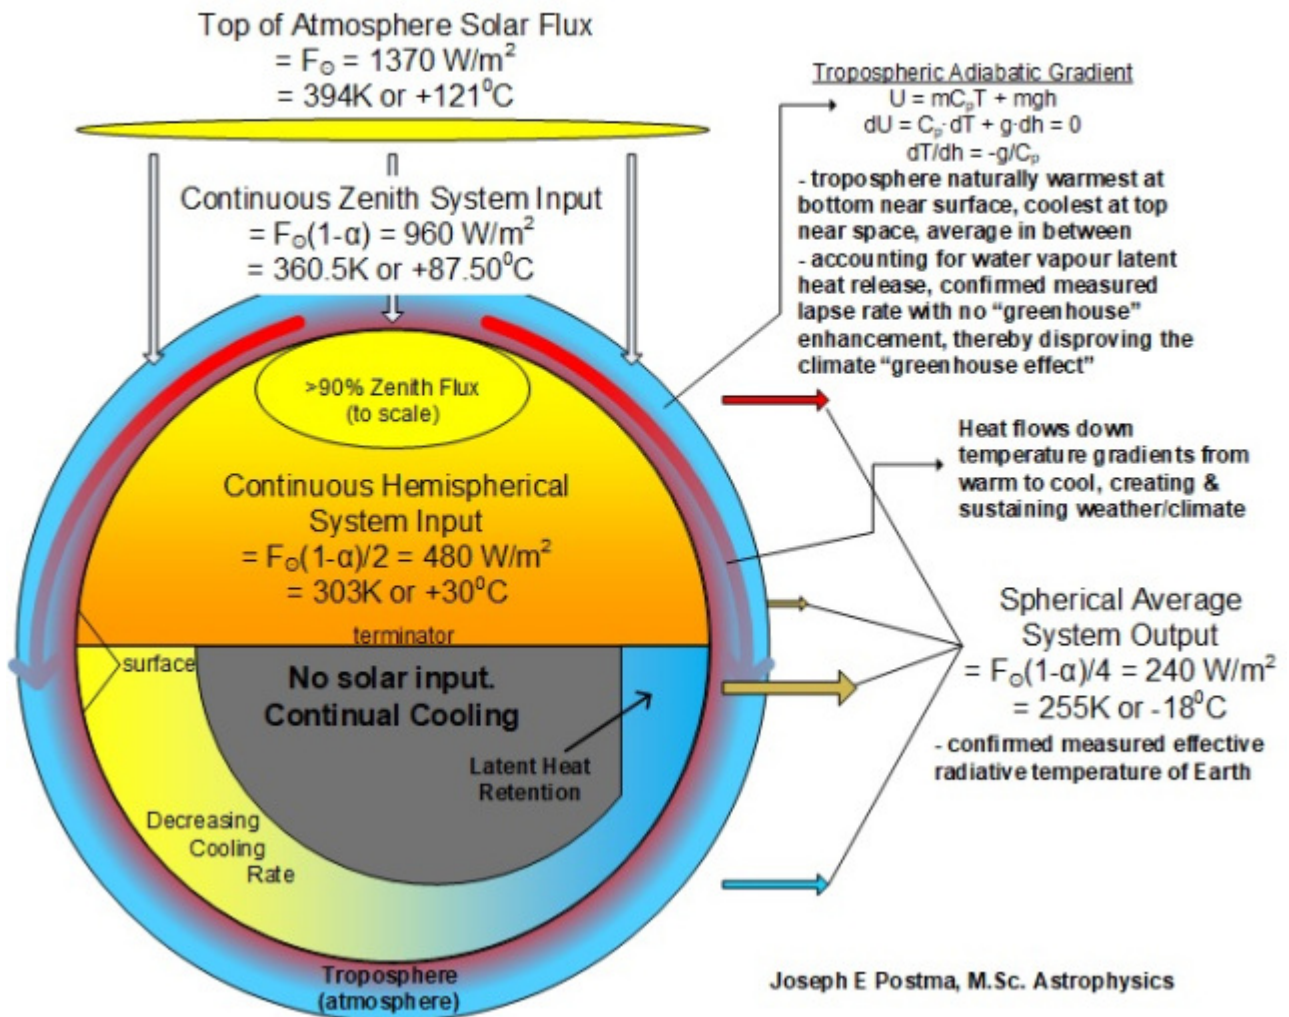 Top of Atmosphere Solar Flux
= F☉ = 1370 W/m²
= 394K or +121⁰C
Continuous Zenith System Input
= F☉(1-α) = 960 W/m²
= 360.5K or +87.50⁰C
>90% Zenith Flux
(to scale)
Continuous Hemispherical
System Input
= F☉(1-α)/2 = 480 W/m²
= 303K or +30⁰C
terminator
surface
No solar input.
Continual Cooling
Latent Heat
Retention
Decreasing
Cooling
Rate
Troposphere
(atmosphere)
Tropospheric Adiabatic Gradient
U = mCₚT + mgh
dU = Cₚ·dT + g·dh = 0
dT/dh = -g/Cₚ
- troposphere naturally warmest at
bottom near surface, coolest at top
near space, average in between
- accounting for water vapour latent
heat release, confirmed measured
lapse rate with no “greenhouse”
enhancement, thereby disproving the
climate “greenhouse effect”
Heat flows down
temperature gradients from
warm to cool, creating &
sustaining weather/climate
Spherical Average
System Output
= F☉(1-α)/4 = 240 W/m²
= 255K or -18⁰C
- confirmed measured effective
radiative temperature of Earth
Joseph E Postma, M.Sc. Astrophysics